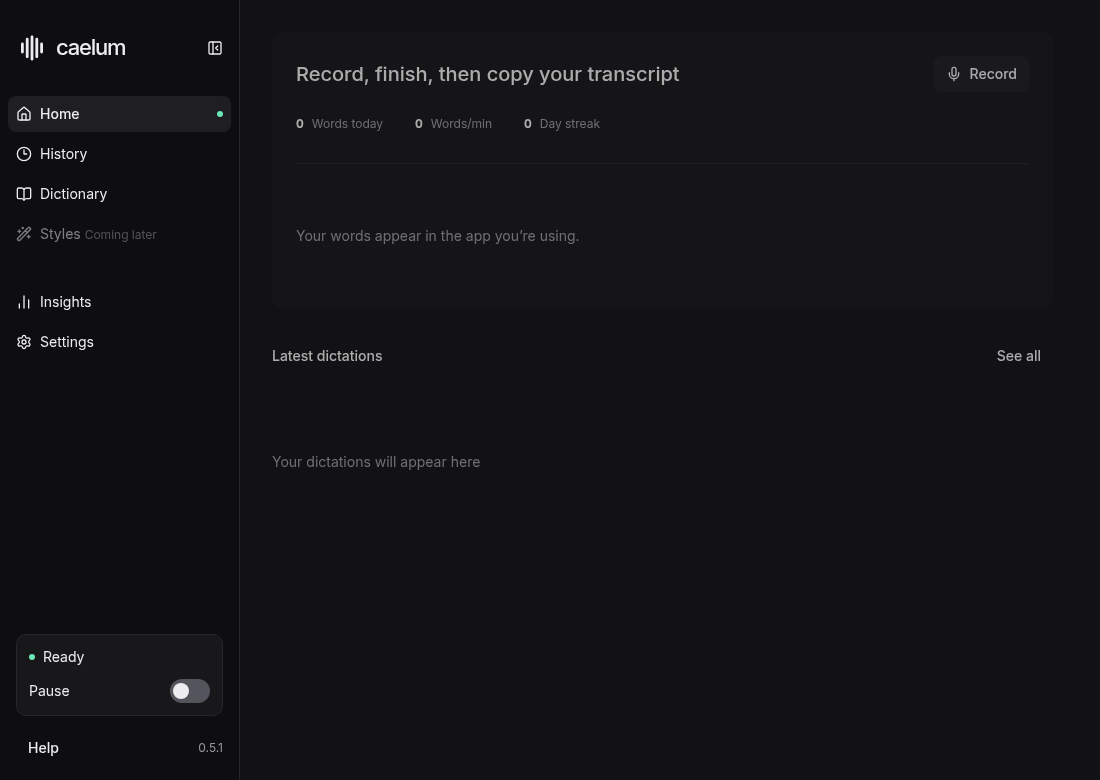 caelum
Home
History
Dictionary
Styles Coming later
Insights
Settings
Ready
Pause
Help 0.5.1
Record, finish, then copy your transcript
Record
0 Words today 0 Words/min 0 Day streak
Your words appear in the app you’re using.
Latest dictations See all
Your dictations will appear here